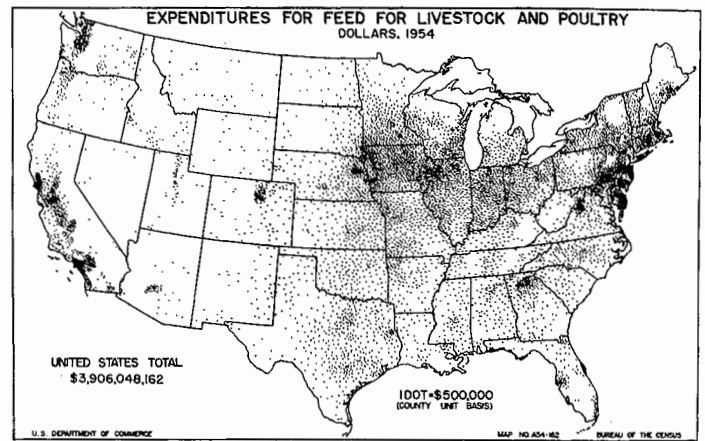 EXPENDITURES FOR FEED FOR LIVESTOCK AND POULTRY
DOLLARS, 1954
UNITED STATES TOTAL
$3,906,048,162
1 DOT=$500,000
(COUNTY UNIT BASIS)
U.S. DEPARTMENT OF COMMERCE
MAP NO. A54-162
BUREAU OF THE CENSUS